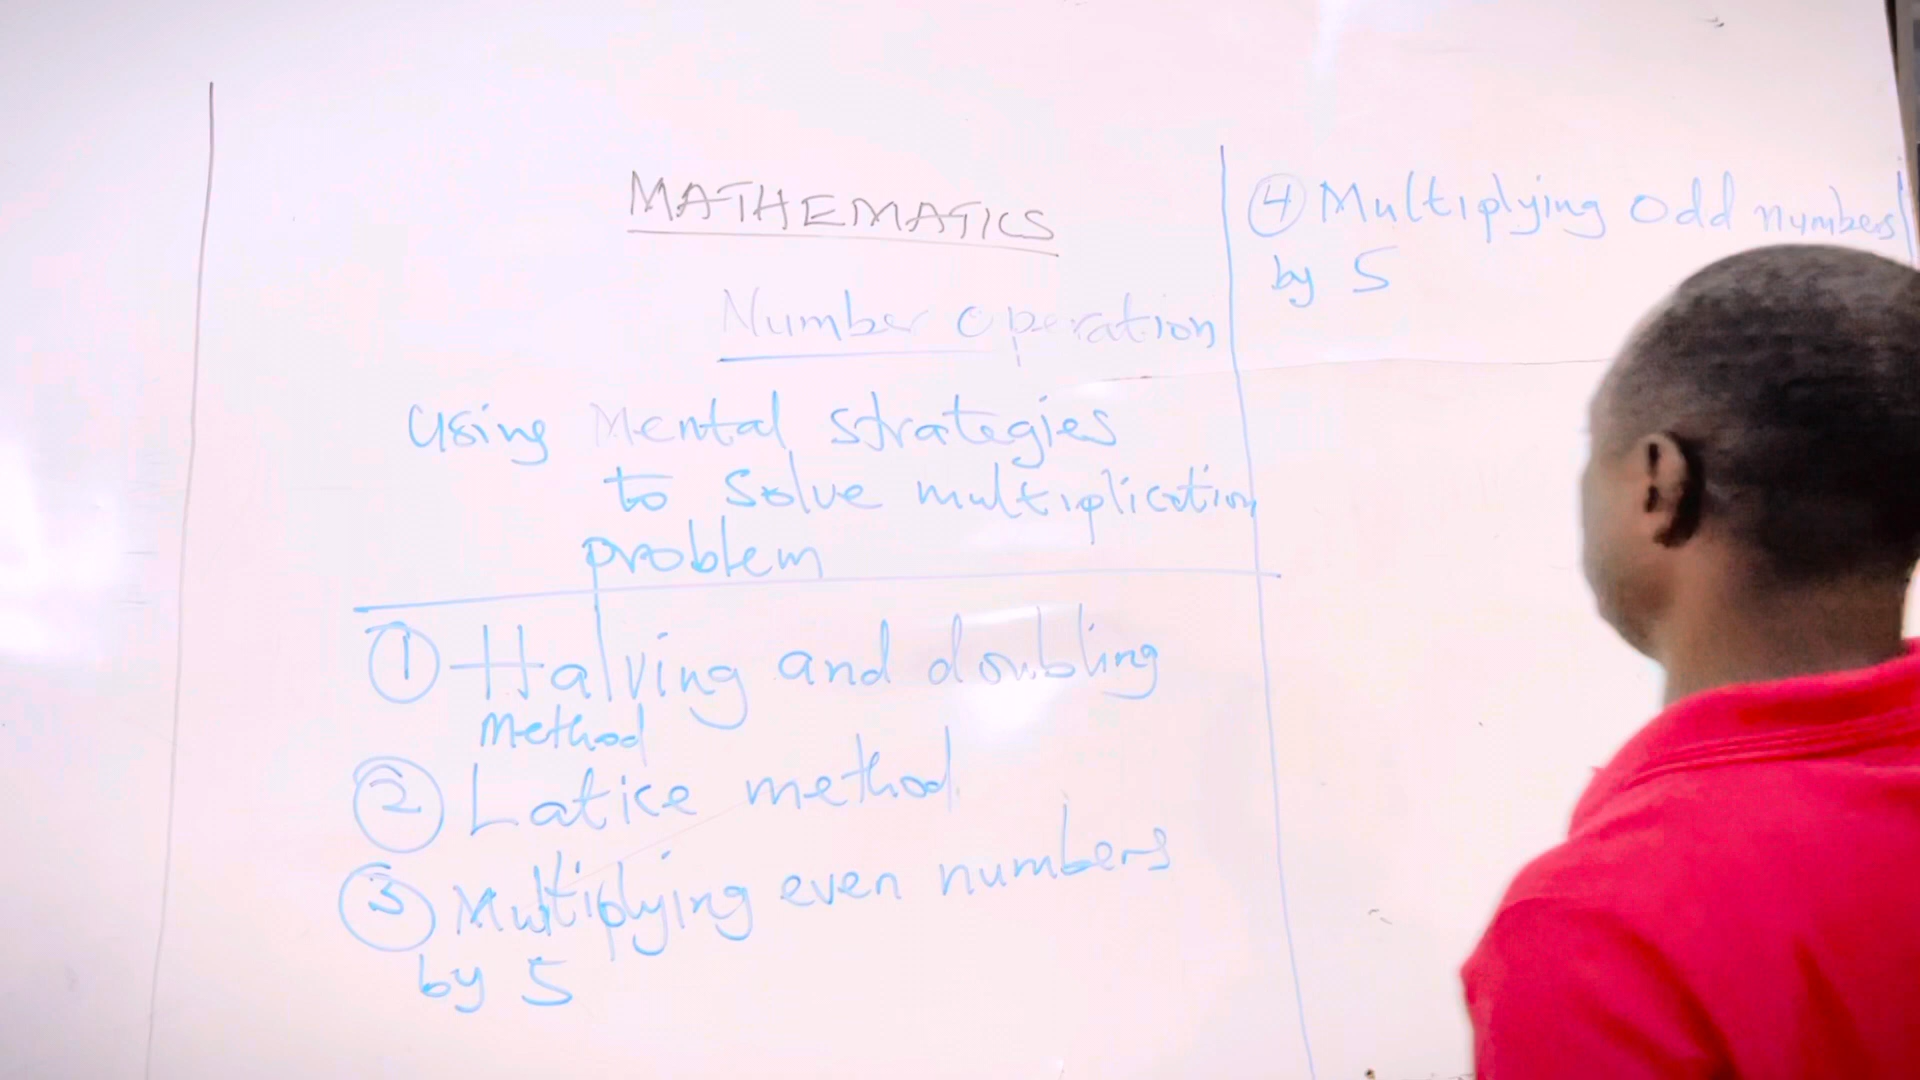 MATHEMATICS
Number operation
Using Mental strategies
to solve multiplication
problem
① Halving and doubling
Method
② Latice method
③ Multiplying even numbers
by 5
④ Multiplying odd numbers
by 5